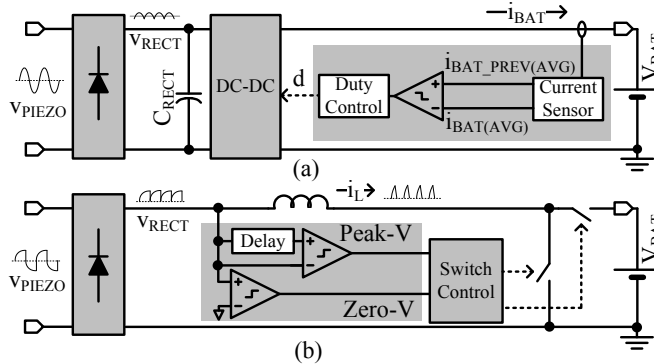 −i_BAT→
v_RECT
v_PIEZO
C_RECT
DC-DC
d
Duty
Control
+
−
i_BAT_PREV(AVG)
i_BAT(AVG)
Current
Sensor
V_BAT
(a)
−i_L→
v_RECT
v_PIEZO
Delay
+
−
Peak-V
+
−
Zero-V
Switch
Control
V_BAT
(b)